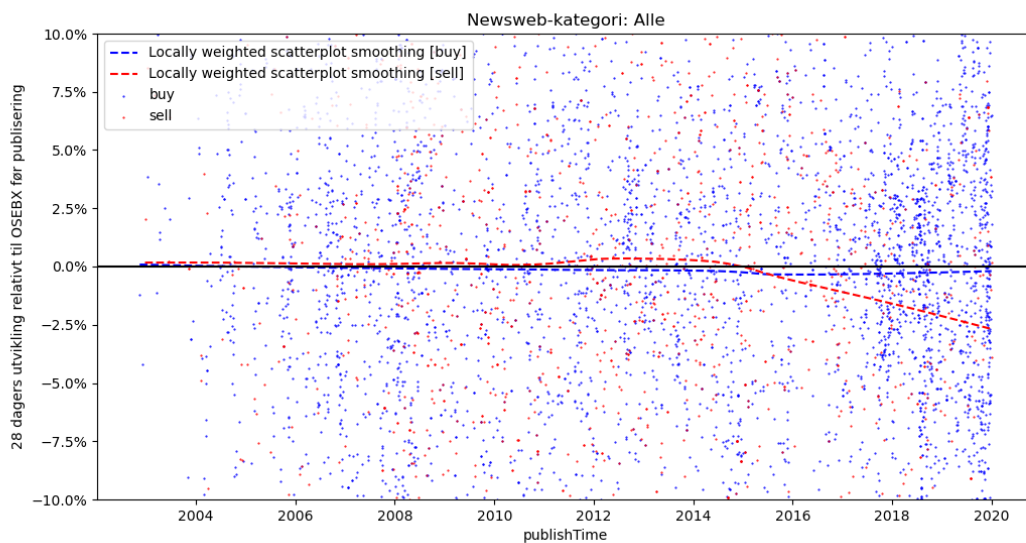 Newsweb-kategori: Alle
10.0%
7.5%
5.0%
2.5%
0.0%
−2.5%
−5.0%
−7.5%
−10.0%
28 dagers utvikling relativt til OSEBX før publisering
Locally weighted scatterplot smoothing [buy]
Locally weighted scatterplot smoothing [sell]
buy
sell
2004 2006 2008 2010 2012 2014 2016 2018 2020
publishTime